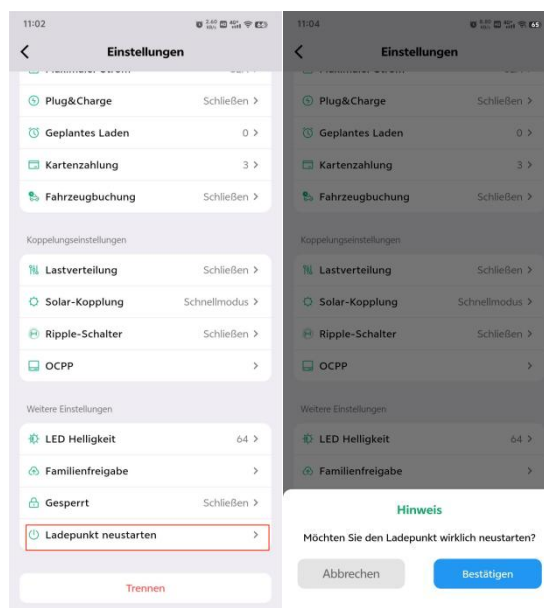 11:02
Einstellungen
Plug&Charge Schließen >
Geplantes Laden 0 >
Kartenzahlung 3 >
Fahrzeugbuchung Schließen >
Koppelungseinstellungen
Lastverteilung Schließen >
Solar-Kopplung Schnellmodus >
Ripple-Schalter Schließen >
OCPP >
Weitere Einstellungen
LED Helligkeit 64 >
Familienfreigabe >
Gesperrt Schließen >
Ladepunkt neustarten >
Trennen
11:04
Einstellungen
Plug&Charge Schließen >
Geplantes Laden 0 >
Kartenzahlung 3 >
Fahrzeugbuchung Schließen >
Koppelungseinstellungen
Lastverteilung Schließen >
Solar-Kopplung Schnellmodus >
Ripple-Schalter Schließen >
OCPP >
Weitere Einstellungen
LED Helligkeit 64 >
Familienfreigabe >
Hinweis
Möchten Sie den Ladepunkt wirklich neustarten?
Abbrechen Bestätigen